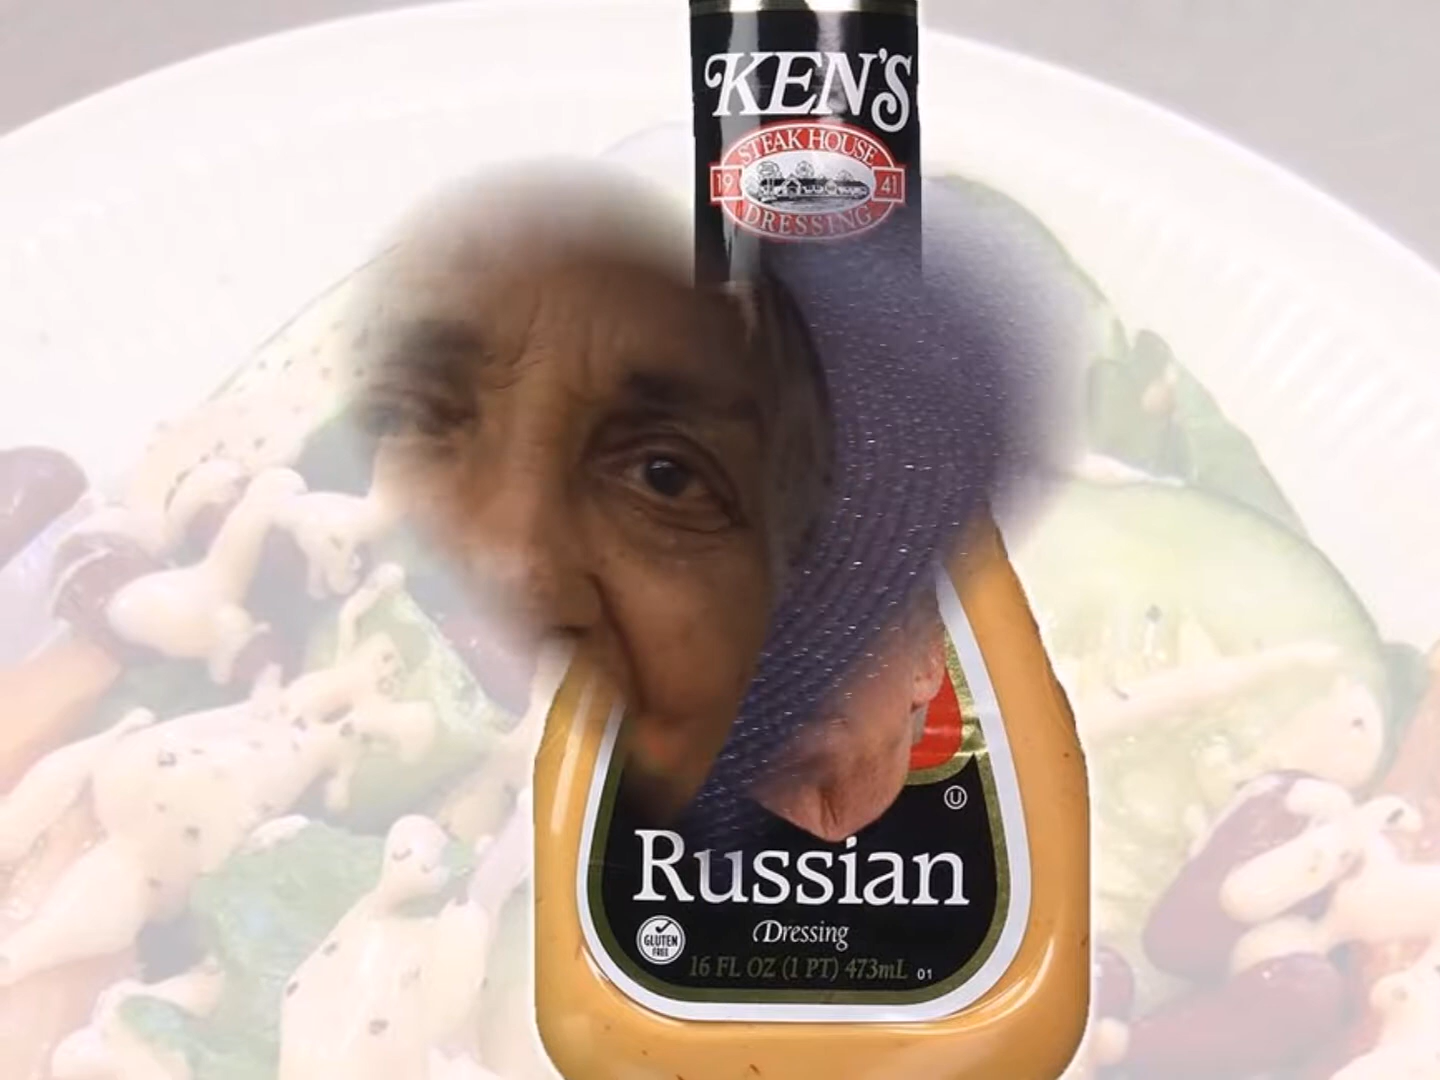 KEN'S
STEAK HOUSE
19 41
DRESSING
U
Russian
Dressing
GLUTEN
FREE
16 FL OZ (1 PT) 473mL 01